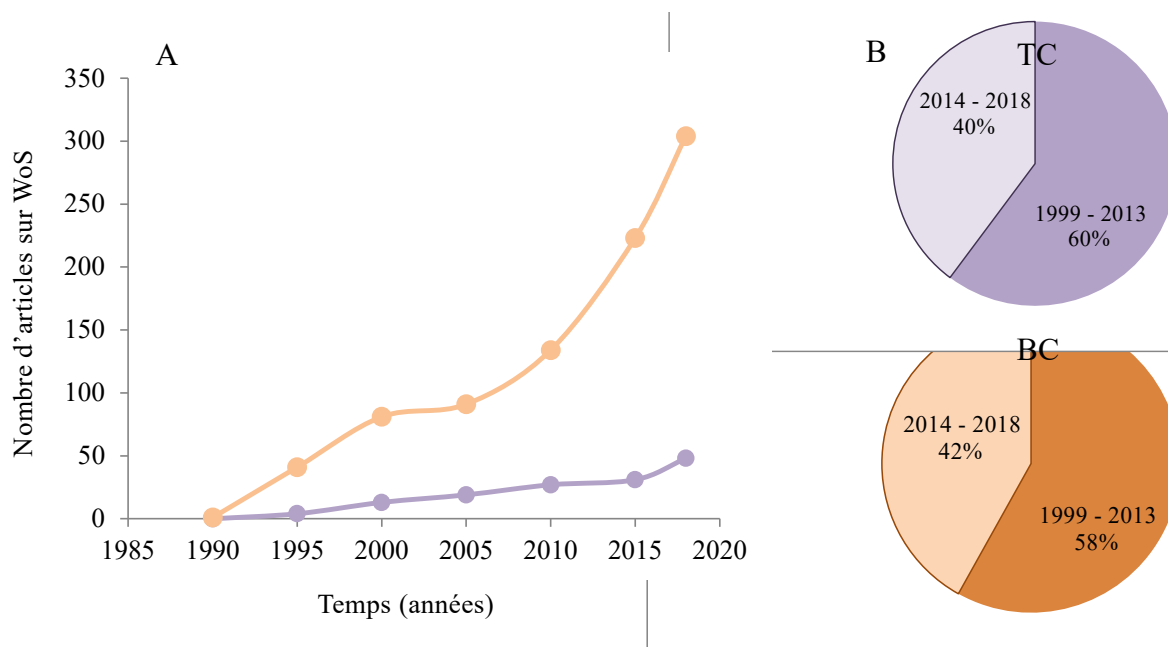 A
350
300
250
200
150
100
50
0
1985 1990 1995 2000 2005 2010 2015 2020
Nombre d’articles sur WoS
Temps (années)
B
TC
2014 - 2018
40%
1999 - 2013
60%
BC
2014 - 2018
42%
1999 - 2013
58%